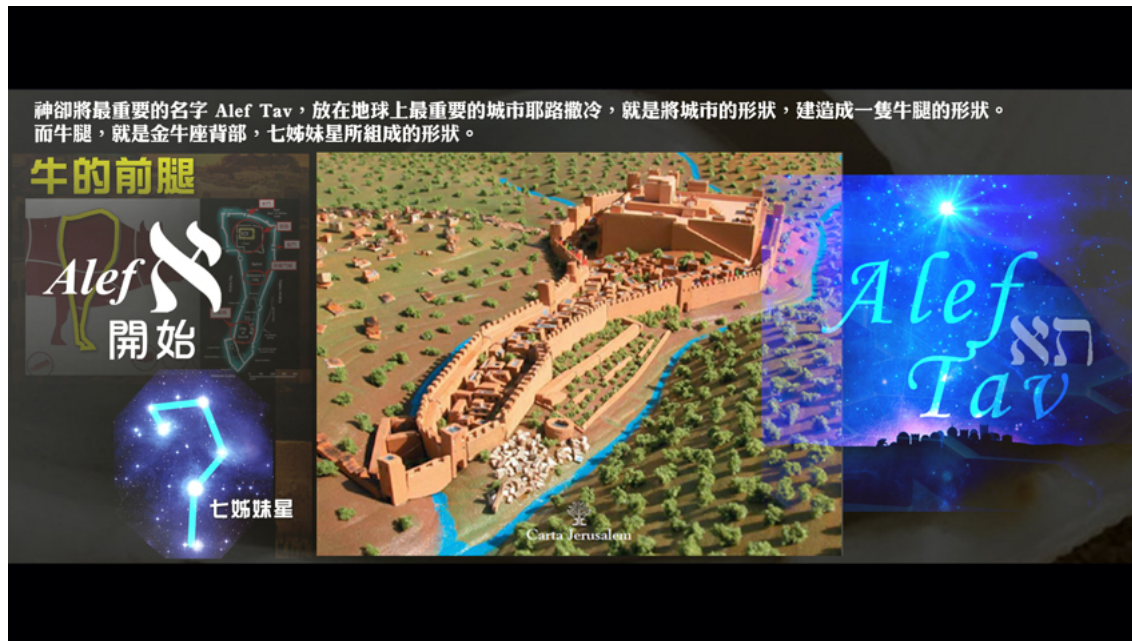 神卻將最重要的名字 Alef Tav，放在地球上最重要的城市耶路撒冷，就是將城市的形狀，建造成一隻牛腿的形狀。
而牛腿，就是金牛座背部，七姊妹星所組成的形狀。
牛的前腿
Alef א
開始
七姊妹星
Carta Jerusalem
Alef
תא
Tav